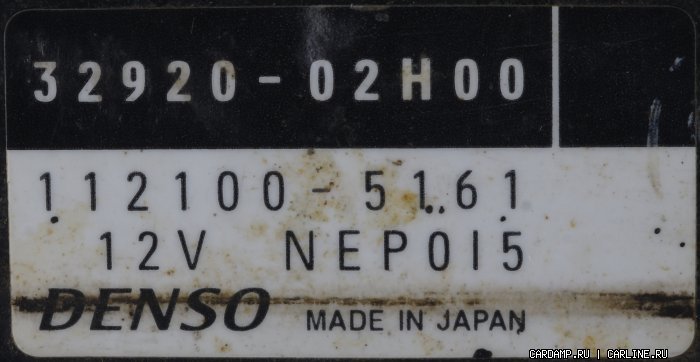 32920-02H00
112100-5161
12V NEP015
DENSO MADE IN JAPAN
CARDAMP.RU | CARLINE.RU